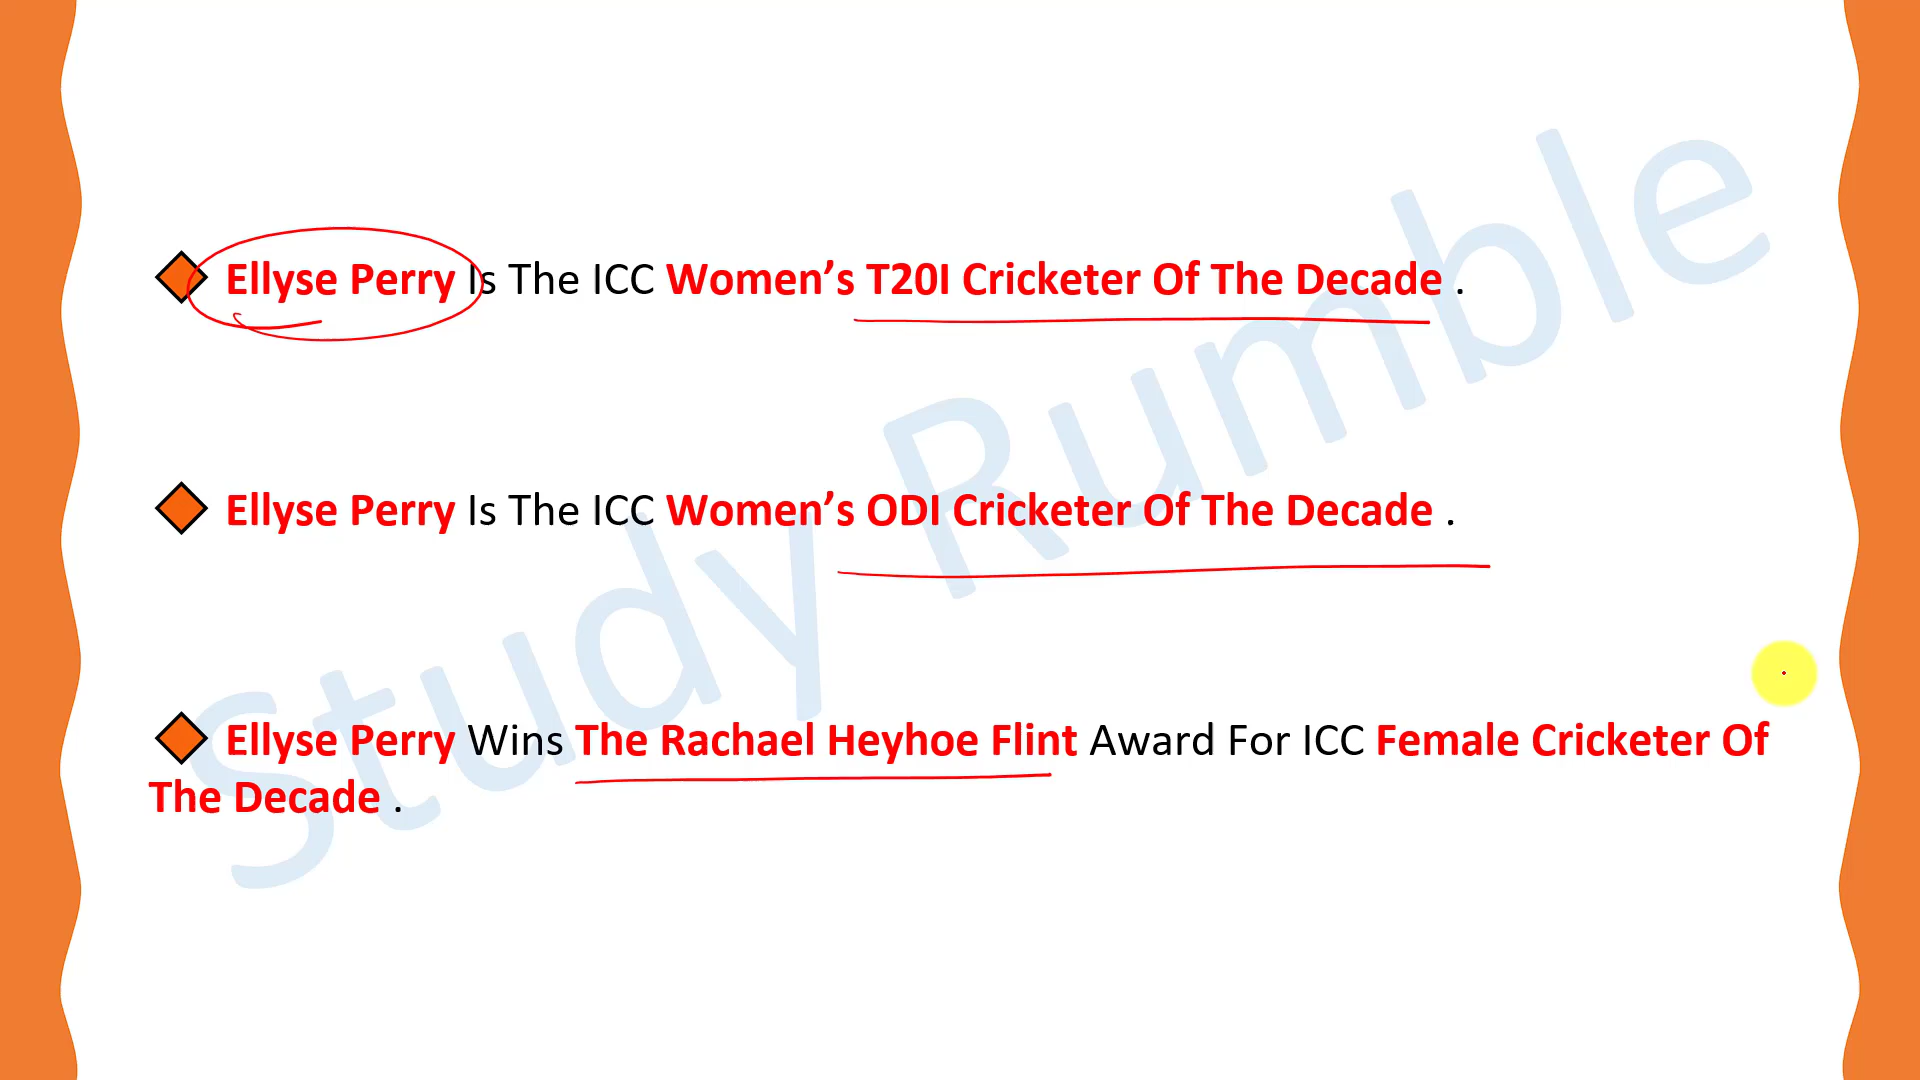 Ellyse Perry Is The ICC Women’s T20I Cricketer Of The Decade .
Ellyse Perry Is The ICC Women’s ODI Cricketer Of The Decade .
Ellyse Perry Wins The Rachael Heyhoe Flint Award For ICC Female Cricketer Of
The Decade .
Study Rumble